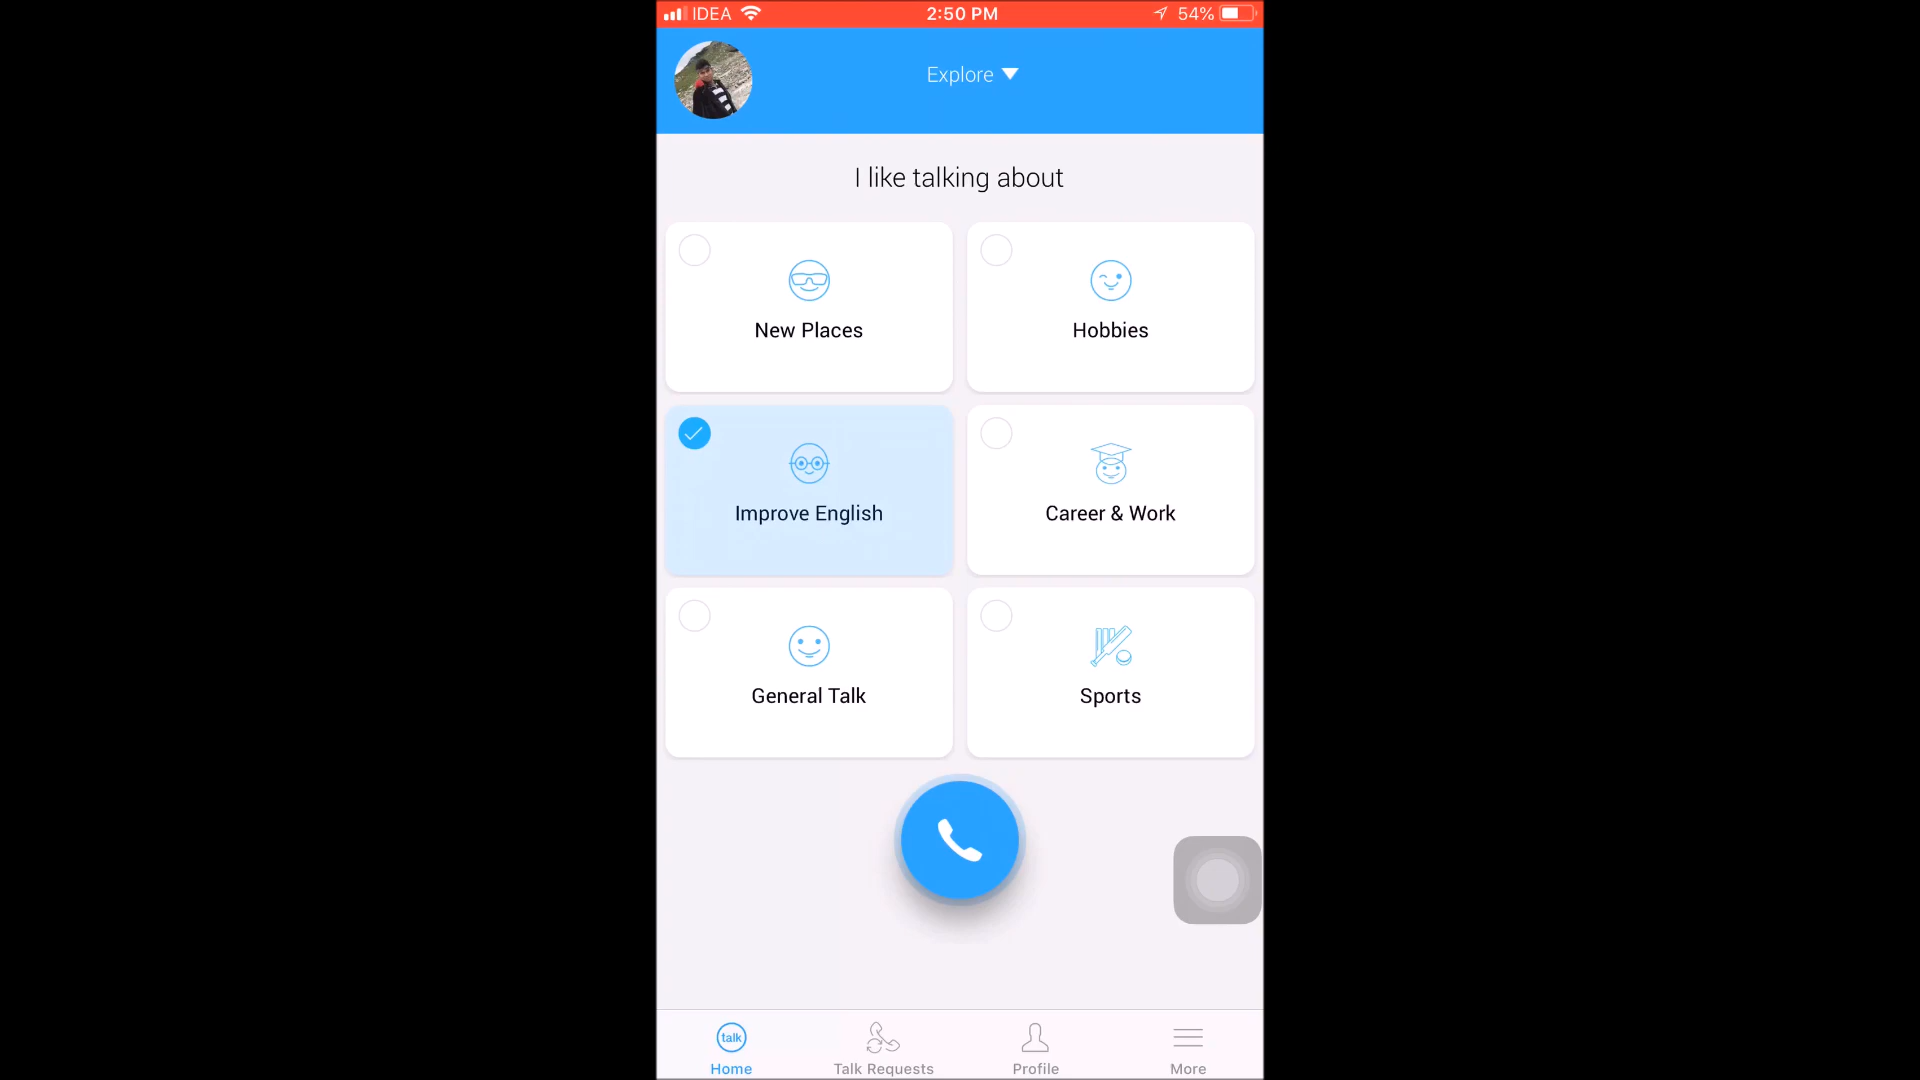 IDEA 2:50 PM 54%
Explore
I like talking about
New Places Hobbies
Improve English Career & Work
General Talk Sports
talk
Home Talk Requests Profile More